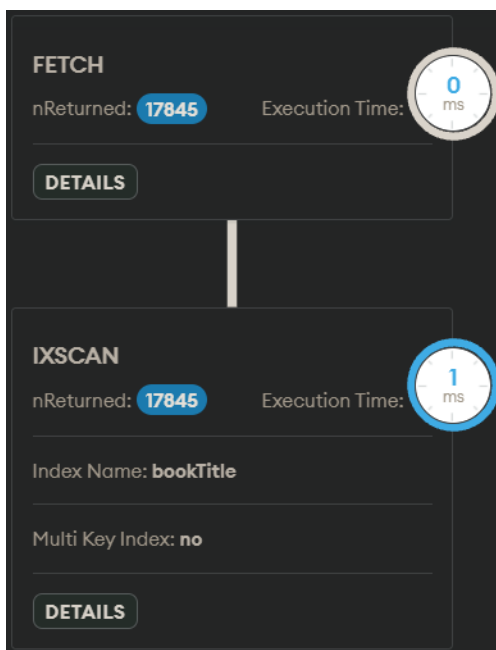 FETCH
nReturned: 17845 Execution Time: 0 ms
DETAILS
IXSCAN
nReturned: 17845 Execution Time: 1 ms
Index Name: bookTitle
Multi Key Index: no
DETAILS